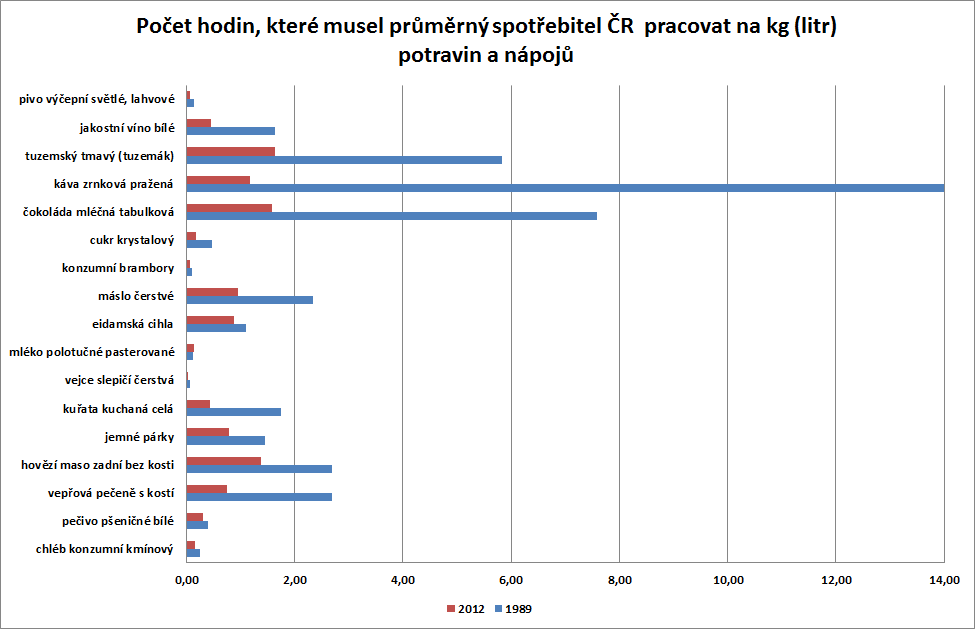 Počet hodin, které musel průměrný spotřebitel ČR pracovat na kg (litr)
potravin a nápojů
pivo výčepní světlé, lahvové
jakostní víno bílé
tuzemský tmavý (tuzemák)
káva zrnková pražená
čokoláda mléčná tabulková
cukr krystalový
konzumní brambory
máslo čerstvé
eidamská cihla
mléko polotučné pasterované
vejce slepičí čerstvá
kuřata kuchaná celá
jemné párky
hovězí maso zadní bez kosti
vepřová pečeně s kostí
pečivo pšeničné bílé
chléb konzumní kmínový
0,00 2,00 4,00 6,00 8,00 10,00 12,00 14,00
2012 1989